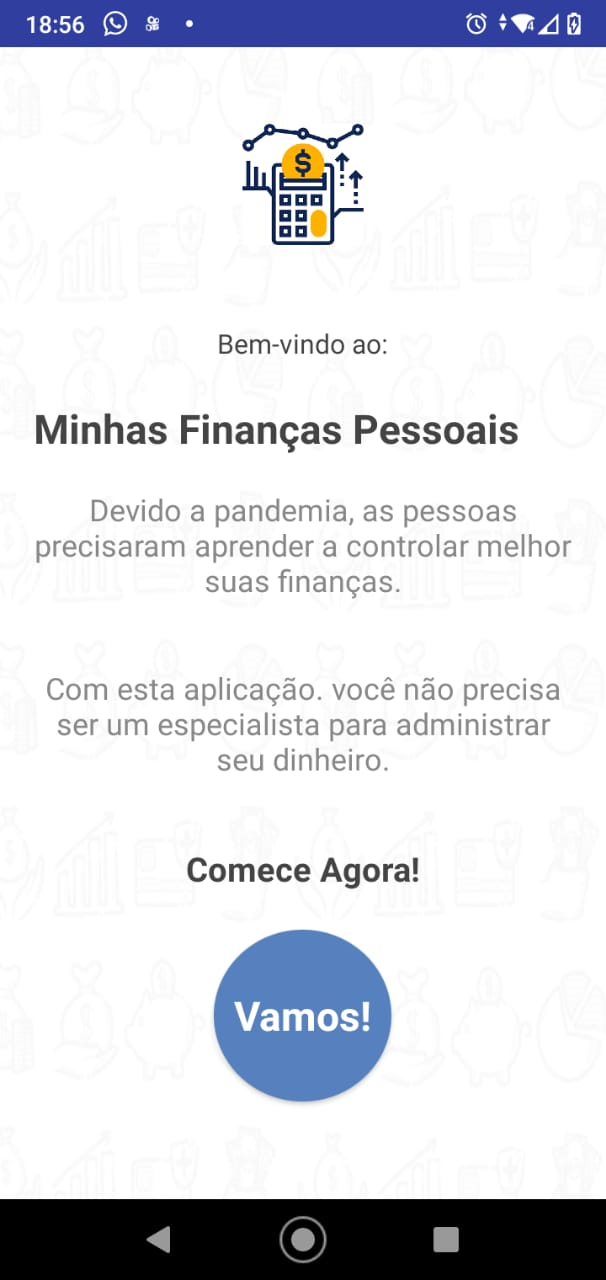 18:56
4
$
Bem-vindo ao:
Minhas Finanças Pessoais
Devido a pandemia, as pessoas
precisaram aprender a controlar melhor
suas finanças.
Com esta aplicação. você não precisa
ser um especialista para administrar
seu dinheiro.
Comece Agora!
Vamos!